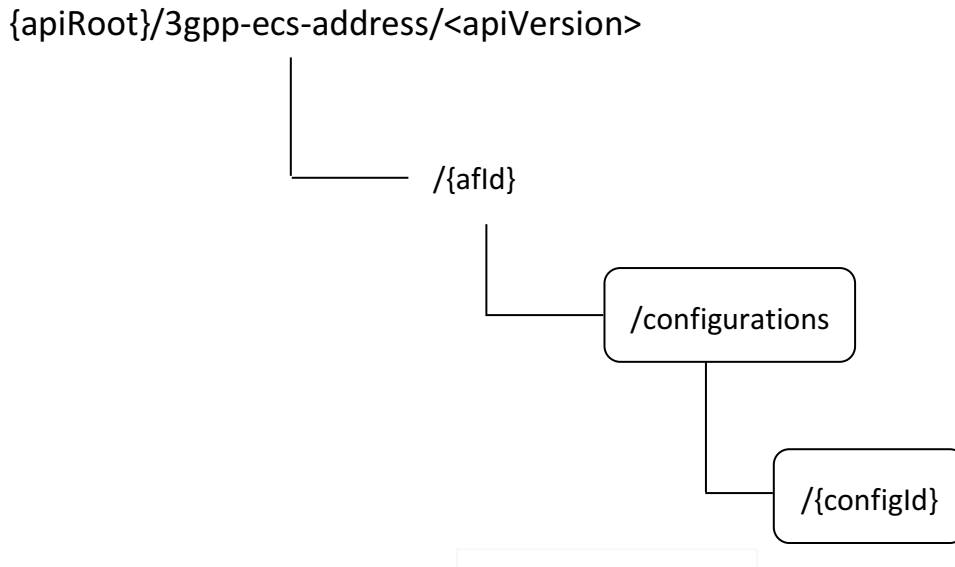 {apiRoot}/3gpp-ecs-address/<apiVersion>
/{afId}
/configurations
/{configId}